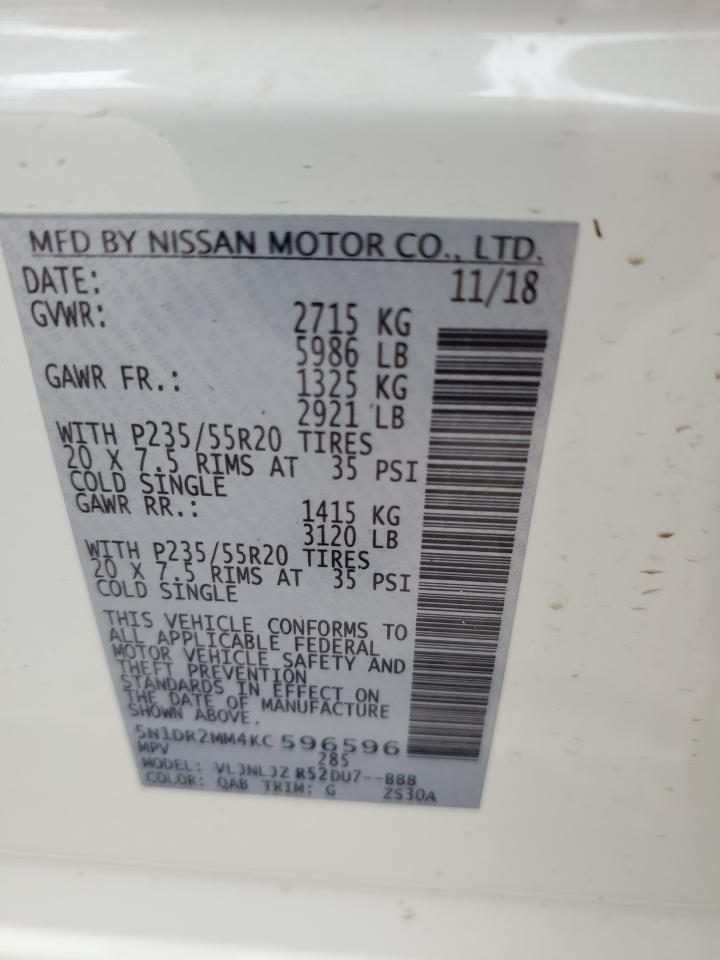 MFD BY NISSAN MOTOR CO., LTD.
DATE: 11/18
GVWR: 2715 KG
5986 LB
GAWR FR.: 1325 KG
2921 LB
WITH P235/55R20 TIRES
20 X 7.5 RIMS AT 35 PSI
COLD SINGLE
GAWR RR.: 1415 KG
3120 LB
WITH P235/55R20 TIRES
20 X 7.5 RIMS AT 35 PSI
COLD SINGLE
THIS VEHICLE CONFORMS TO
ALL APPLICABLE FEDERAL
MOTOR VEHICLE SAFETY AND
THEFT PREVENTION
STANDARDS IN EFFECT ON
THE DATE OF MANUFACTURE
SHOWN ABOVE.
5N1DR2MM4KC596596
MPV 285
MODEL: VL3NLJZ R52DU7--BBB
COLOR: QAB TRIM: G ZS30A